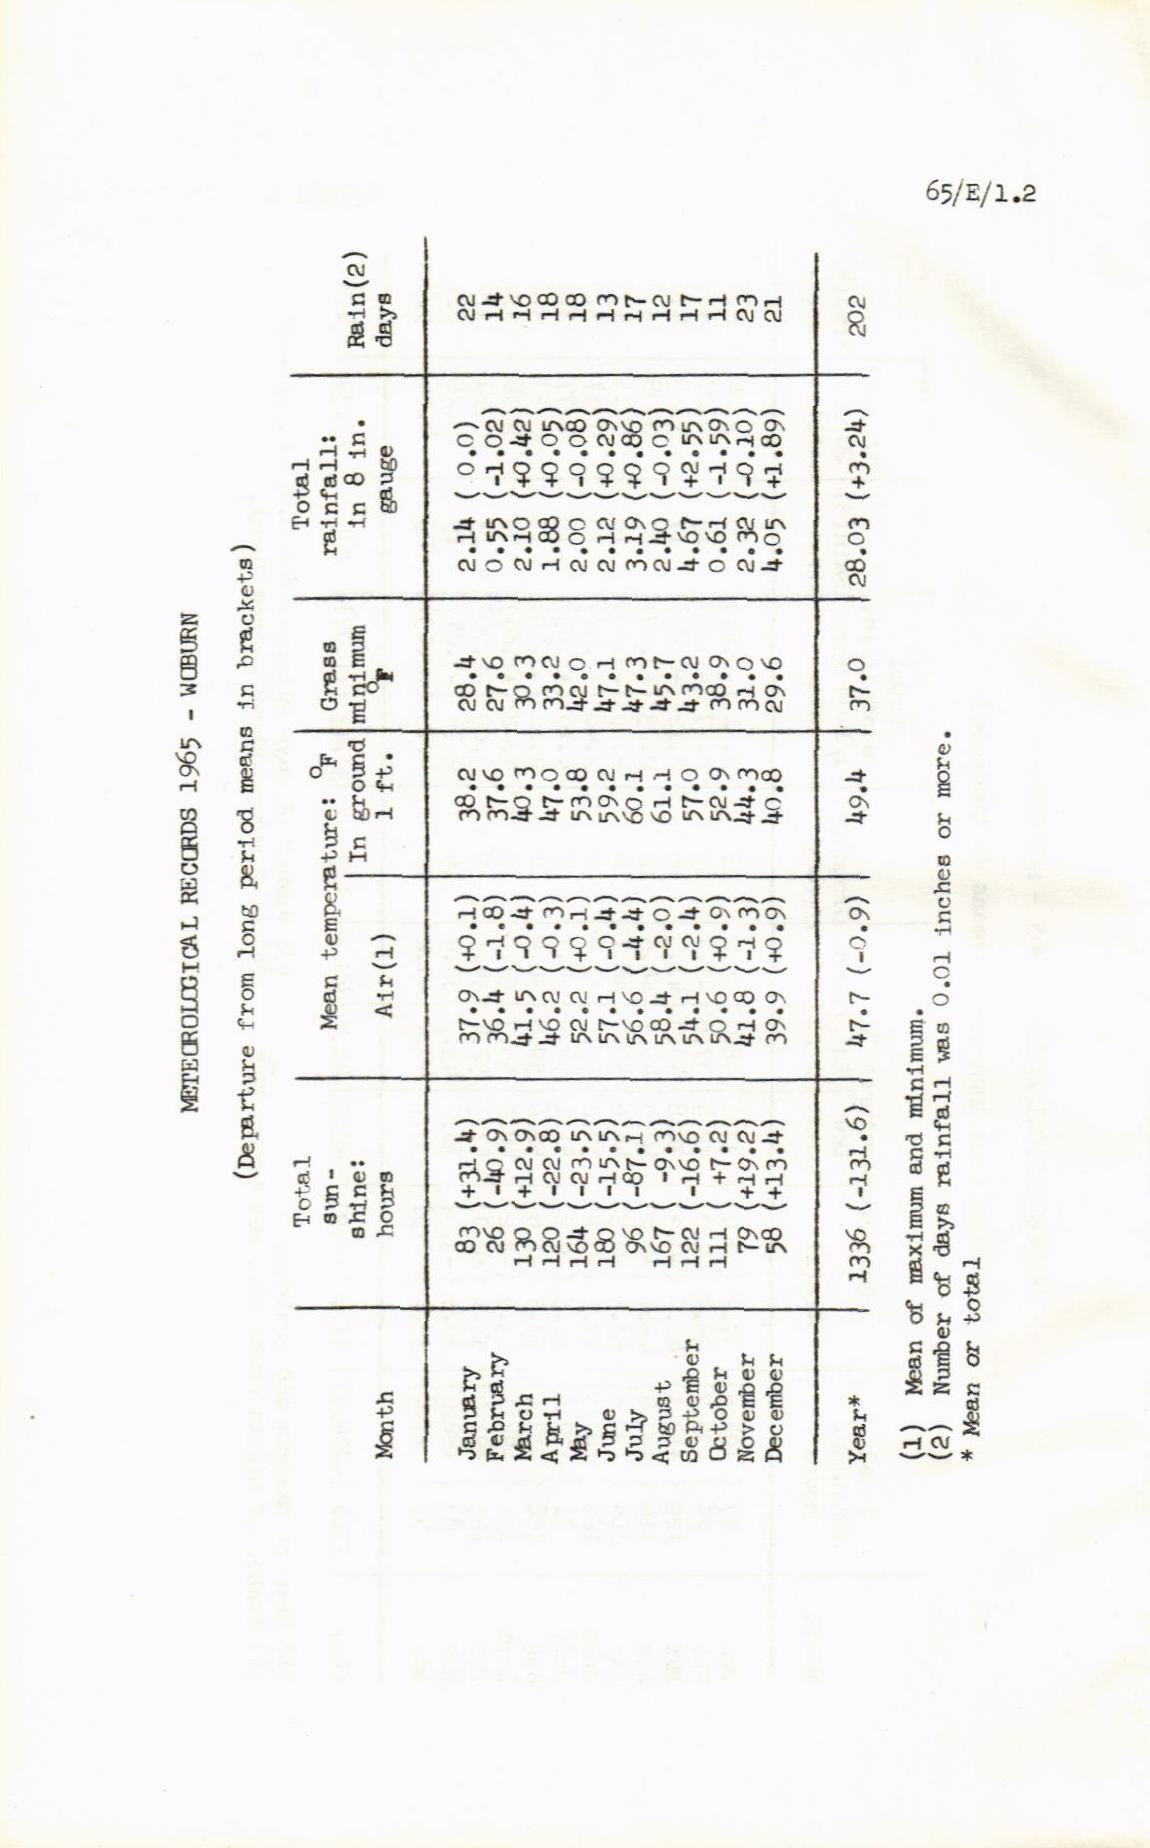 65/E/1.2
METEOROLOGICAL RECORDS 1965 - WOBURN
(Departure from long period means in brackets)
Total Mean temperature: °F Grass Total
sun- In ground minimum rainfall: Rain(2)
shine: Air(1) 1 ft. °F in 8 in. days
Month hours gauge
January 83 (+31.4) 37.9 (+0.1) 38.2 28.4 2.14 ( 0.0) 22
February 26 (-40.9) 36.4 (-1.8) 37.6 27.6 0.55 (-1.02) 14
March 130 (+12.9) 41.5 (-0.4) 40.3 30.3 2.10 (+0.42) 16
April 120 (-22.8) 46.2 (-0.3) 47.0 33.2 1.88 (+0.05) 18
May 164 (-23.5) 52.2 (+0.1) 53.8 42.0 2.00 (-0.08) 18
June 180 (-15.5) 57.1 (-0.4) 59.2 47.1 2.12 (+0.29) 13
July 96 (-87.1) 56.6 (-4.4) 60.1 47.3 3.19 (+0.86) 17
August 167 ( -9.3) 58.4 (-2.0) 61.1 45.7 2.40 (-0.03) 12
September 122 (-16.6) 54.1 (-2.4) 57.0 43.2 4.67 (+2.55) 17
October 111 ( +7.2) 50.6 (+0.9) 52.9 38.9 0.61 (-1.59) 11
November 79 (+19.2) 41.8 (-1.3) 44.3 31.0 2.32 (-0.10) 23
December 58 (+13.4) 39.9 (+0.9) 40.8 29.6 4.05 (+1.89) 21
Year* 1336 (-131.6) 47.7 (-0.9) 49.4 37.0 28.03 (+3.24) 202
(1) Mean of maximum and minimum.
(2) Number of days rainfall was 0.01 inches or more.
* Mean or total